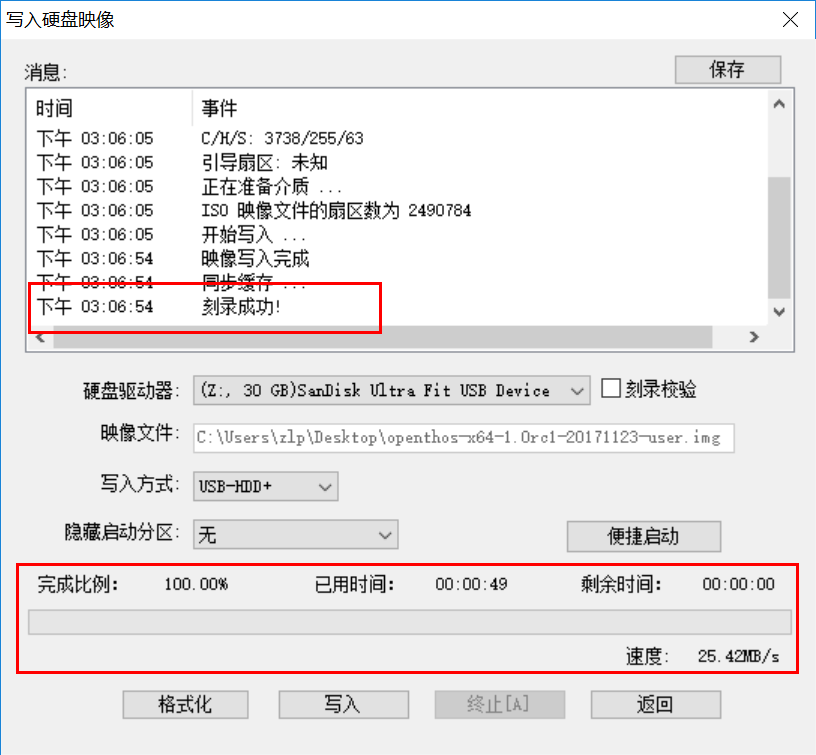 写入硬盘映像
消息: 保存
时间 事件
下午 03:06:05 C/H/S: 3738/255/63
下午 03:06:05 引导扇区: 未知
下午 03:06:05 正在准备介质 ...
下午 03:06:05 ISO 映像文件的扇区数为 2490784
下午 03:06:05 开始写入 ...
下午 03:06:54 映像写入完成
下午 03:06:54 同步缓存 ...
下午 03:06:54 刻录成功!
硬盘驱动器: (Z:, 30 GB)SanDisk Ultra Fit USB Device 刻录校验
映像文件: C:\Users\zlp\Desktop\openthos-x64-1.0rc1-20171123-user.img
写入方式: USB-HDD+
隐藏启动分区: 无 便捷启动
完成比例: 100.00% 已用时间: 00:00:49 剩余时间: 00:00:00
速度: 25.42MB/s
格式化 写入 终止[A] 返回